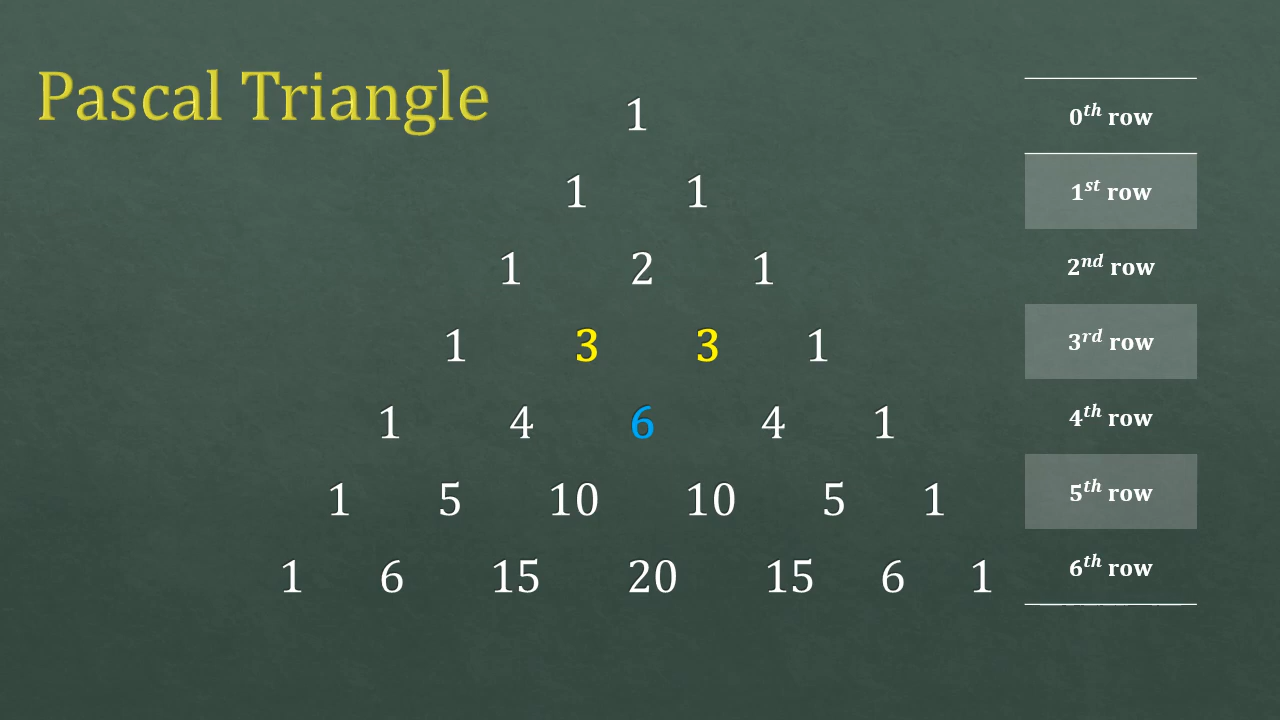 Pascal Triangle
1 0th row
1 1 1st row
1 2 1 2nd row
1 3 3 1 3rd row
1 4 6 4 1 4th row
1 5 10 10 5 1 5th row
1 6 15 20 15 6 1 6th row